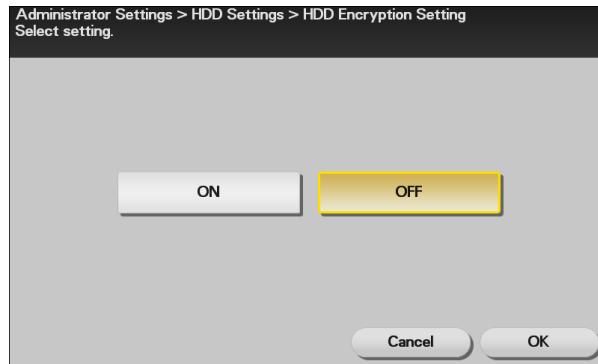 Administrator Settings > HDD Settings > HDD Encryption Setting
Select setting.
ON
OFF
Cancel
OK